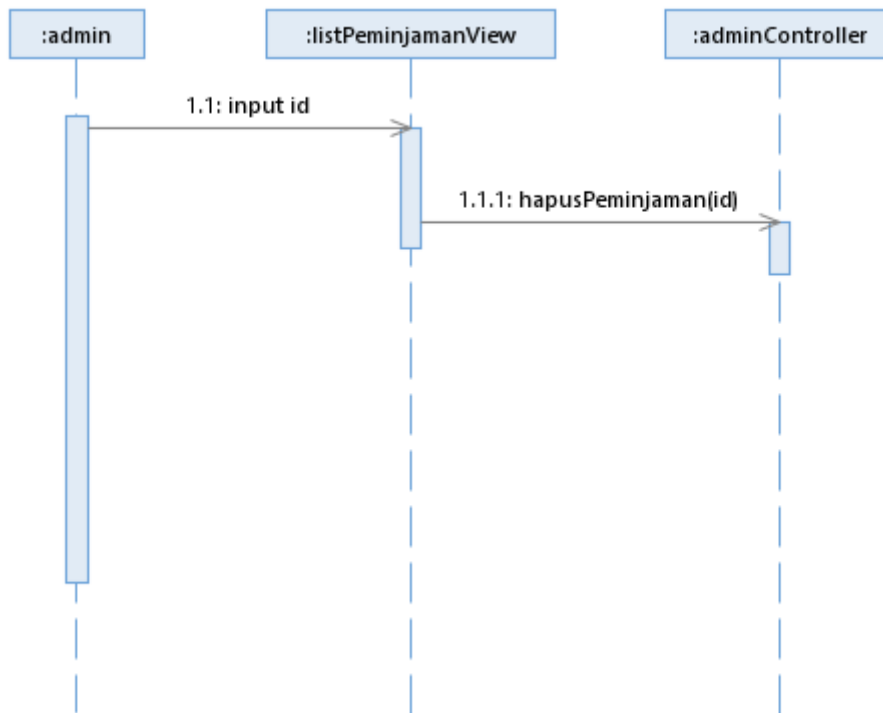 :admin
:listPeminjamanView
:adminController
1.1: input id
1.1.1: hapusPeminjaman(id)